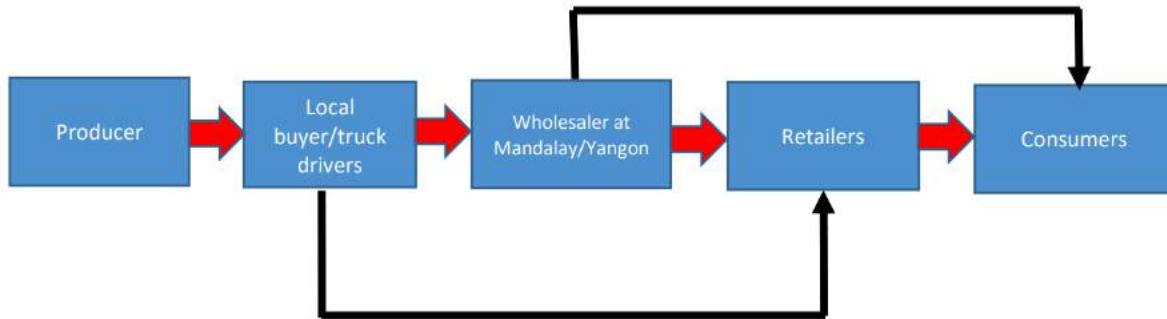 Producer
Local
buyer/truck
drivers
Wholesaler at
Mandalay/Yangon
Retailers
Consumers